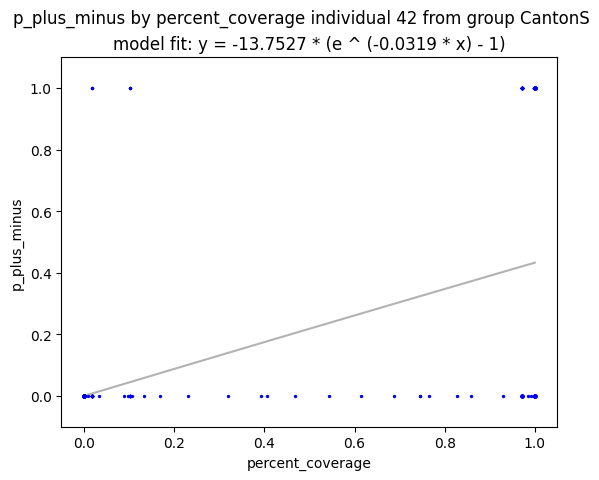 p_plus_minus by percent_coverage individual 42 from group CantonS
model fit: y = -13.7527 * (e ^ (-0.0319 * x) - 1)
1.0
0.8
0.6
0.4
0.2
0.0
p_plus_minus
0.0 0.2 0.4 0.6 0.8 1.0
percent_coverage